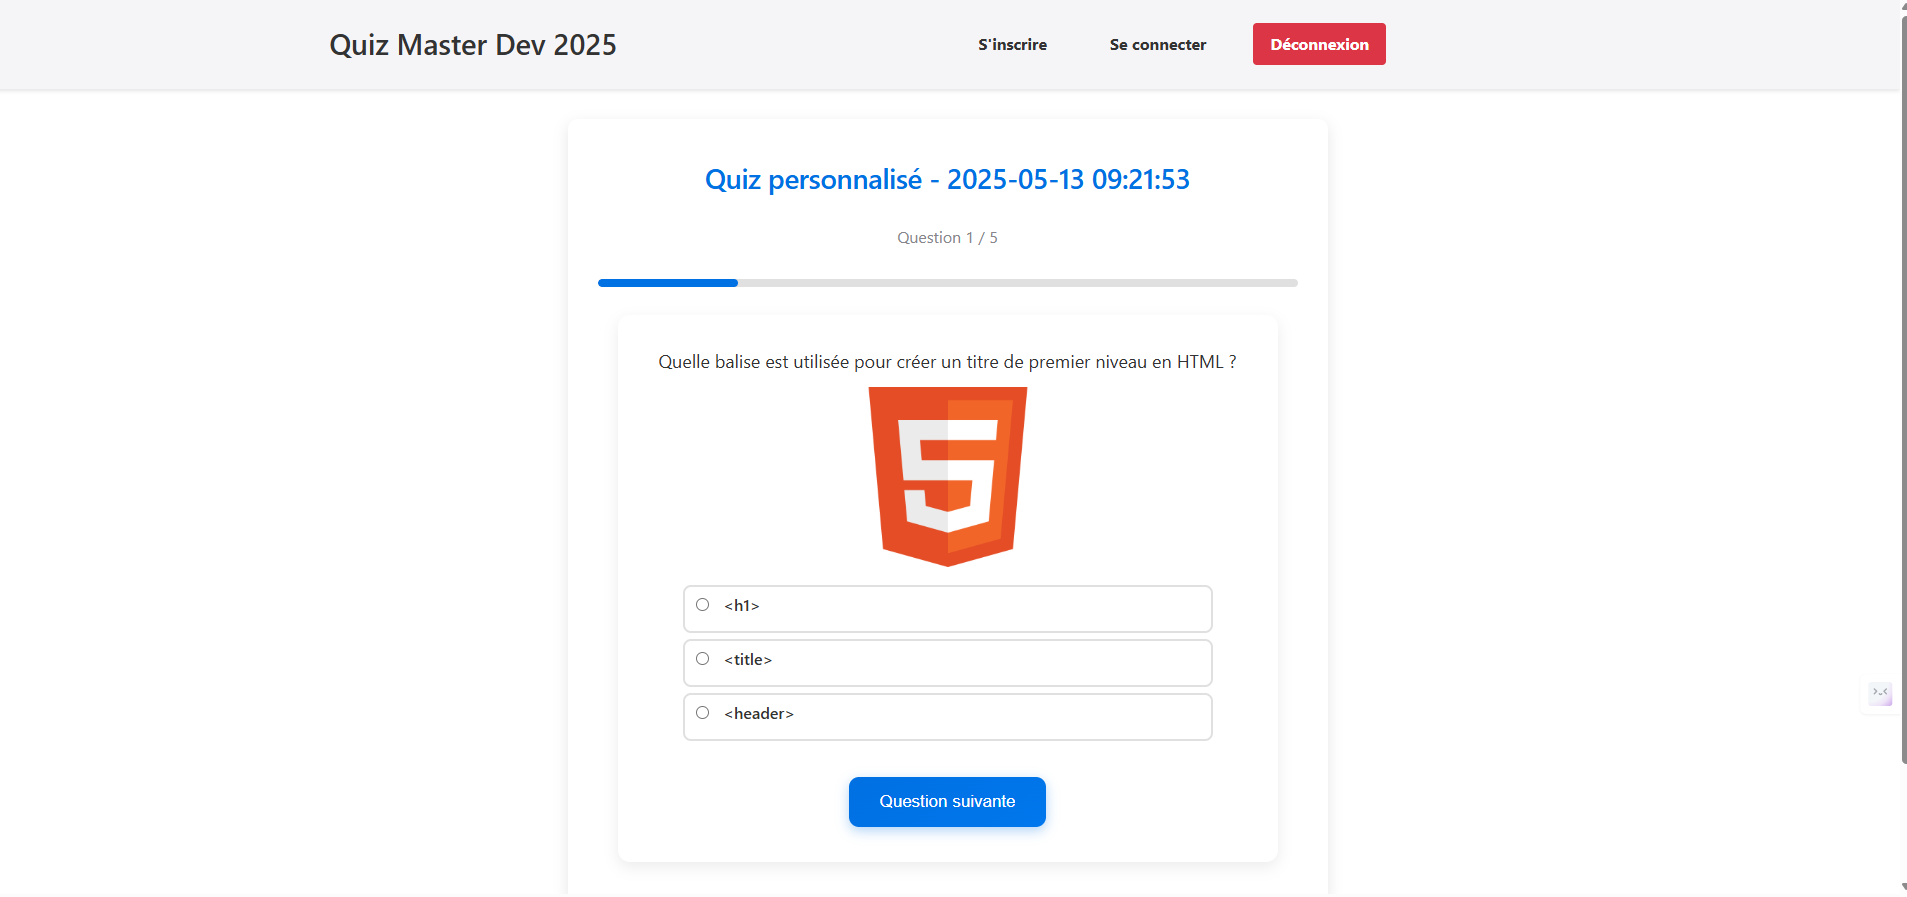 Quiz Master Dev 2025
S'inscrire
Se connecter
Déconnexion
Quiz personnalisé - 2025-05-13 09:21:53
Question 1 / 5
Quelle balise est utilisée pour créer un titre de premier niveau en HTML ?
5
<h1>
<title>
<header>
Question suivante